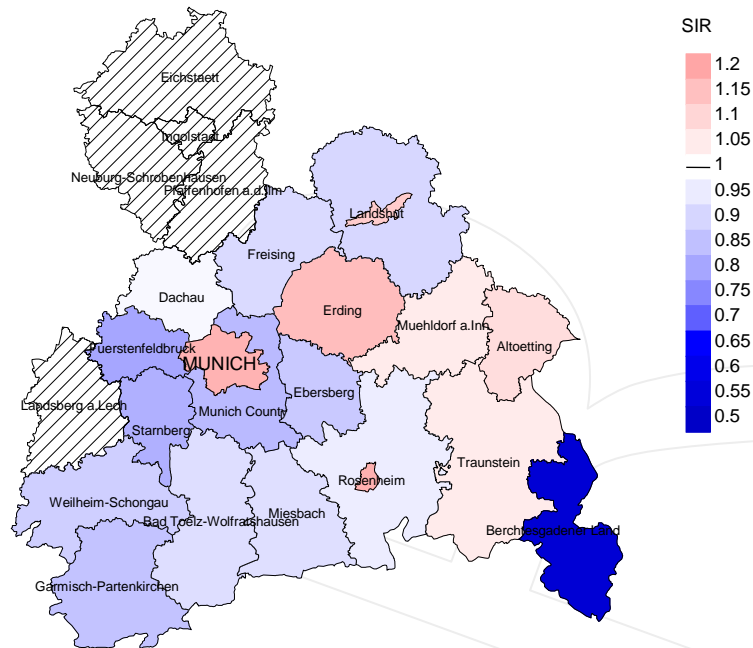 SIR
1.2
1.15
1.1
1.05
1
0.95
0.9
0.85
0.8
0.75
0.7
0.65
0.6
0.55
0.5
Eichstaett
Ingolstadt
Neuburg-Schrobenhausen
Pfaffenhofen a.d.Ilm
Landshut
Freising
Dachau
Erding
Muehldorf a.Inn
Altoetting
Fuerstenfeldbruck
MUNICH
Ebersberg
Landsberg a.Lech
Munich County
Starnberg
Traunstein
Rosenheim
Weilheim-Schongau
Miesbach
Bad Toelz-Wolfratshausen
Berchtesgadener Land
Garmisch-Partenkirchen